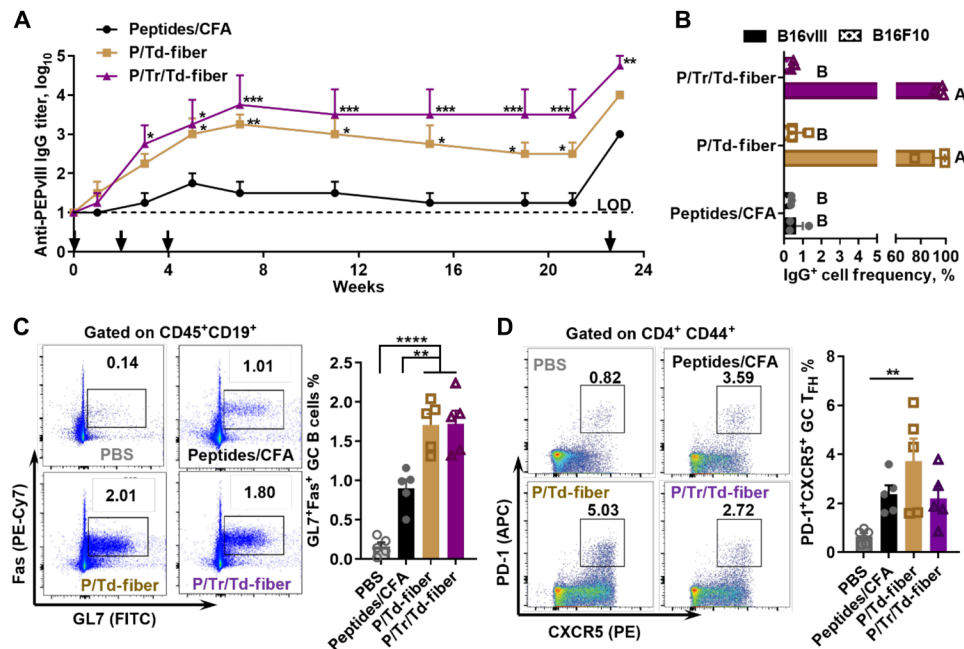 A
Peptides/CFA
P/Td-fiber
P/Tr/Td-fiber
Anti-PEPvIII IgG titer, log10
5
4
3
2
1
0
*
*
*
***
**
***
*
***
*
***
*
***
*
**
LOD
0
4
8
12
16
20
24
Weeks
B
B16vIII
B16F10
P/Tr/Td-fiber
B
A
P/Td-fiber
B
A
Peptides/CFA
B
B
0 1 2 3 4 5 60 80 100
IgG+ cell frequency, %
C
Gated on CD45+CD19+
0.14
PBS
1.01
Peptides/CFA
2.01
P/Td-fiber
1.80
P/Tr/Td-fiber
Fas (PE-Cy7)
GL7 (FITC)
****
**
GL7+Fas+ GC B cells %
2.5
2.0
1.5
1.0
0.5
0.0
PBS
Peptides/CFA
P/Td-fiber
P/Tr/Td-fiber
D
Gated on CD4+ CD44+
PBS
0.82
Peptides/CFA
3.59
P/Td-fiber
5.03
P/Tr/Td-fiber
2.72
PD-1 (APC)
CXCR5 (PE)
**
PD-1+CXCR5+ GC TFH %
8
6
4
2
0
PBS
Peptides/CFA
P/Td-fiber
P/Tr/Td-fiber